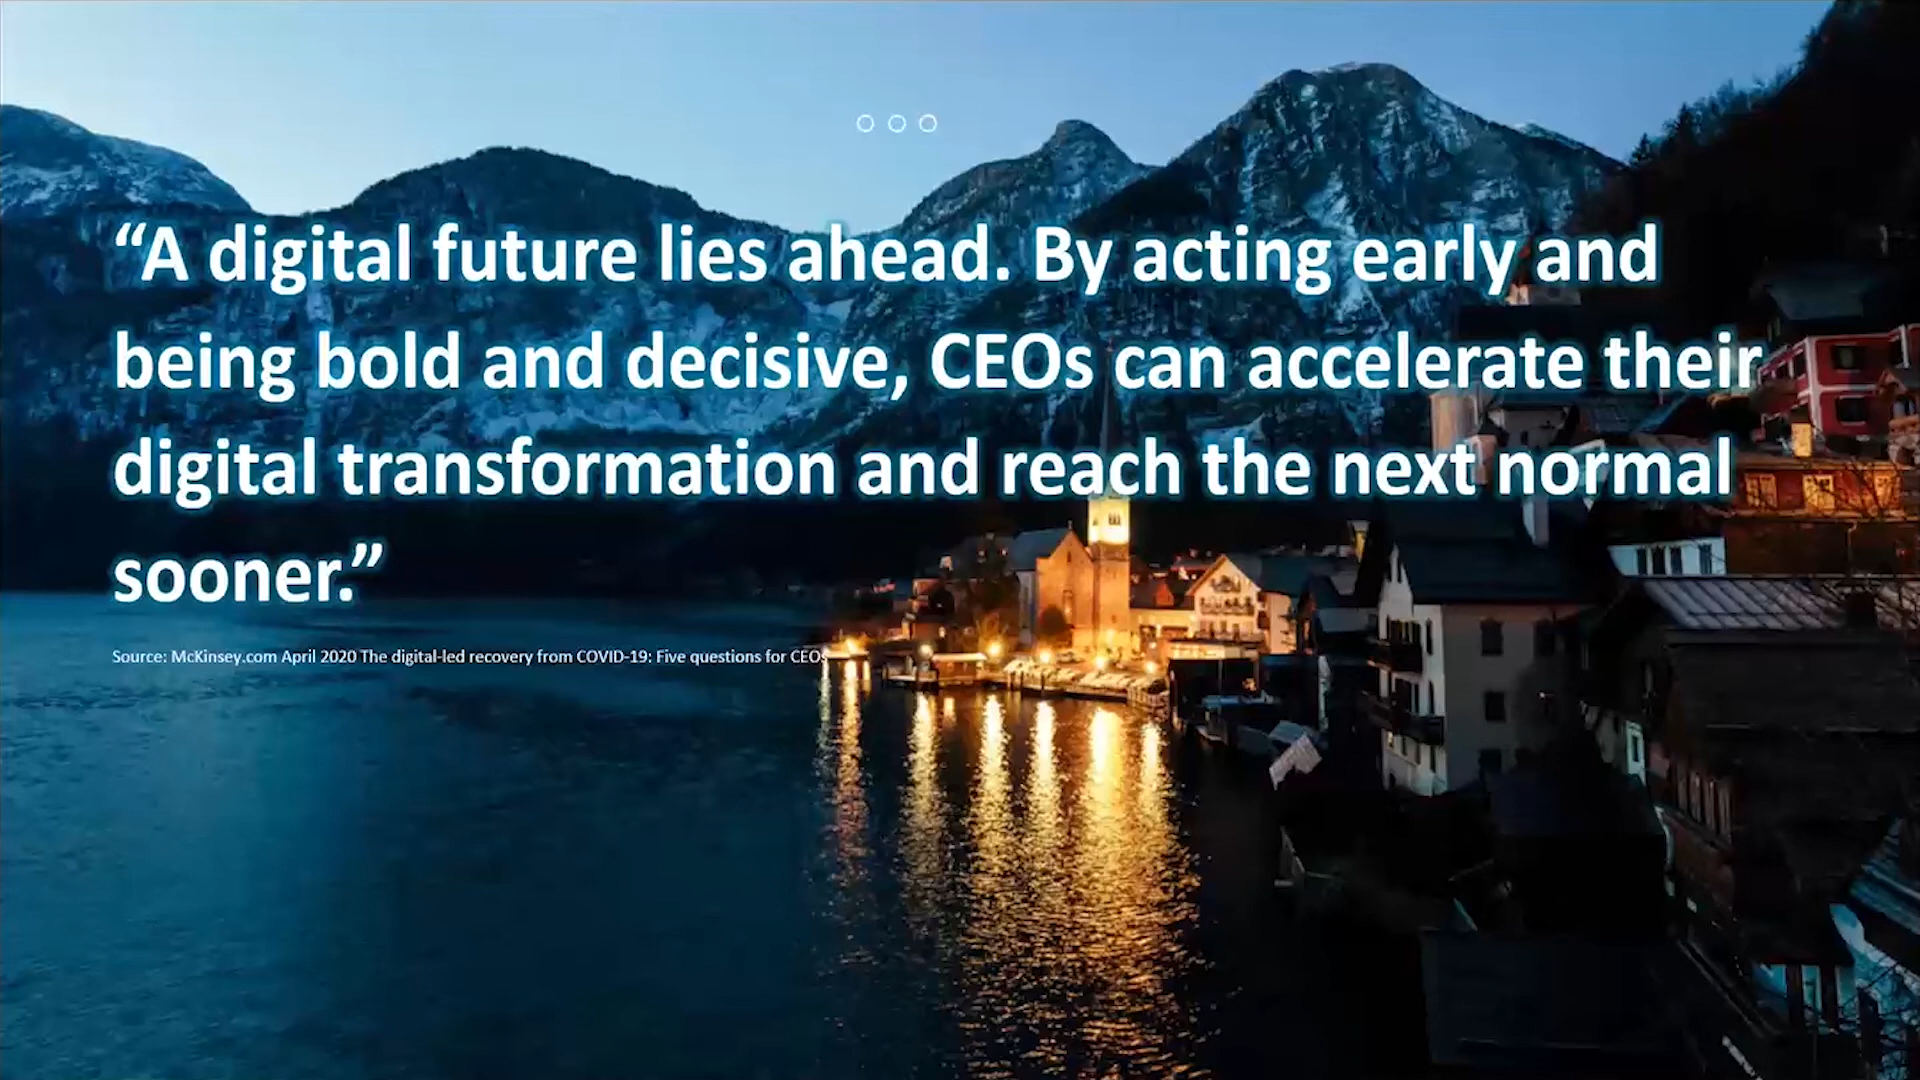 “A digital future lies ahead. By acting early and
being bold and decisive, CEOs can accelerate their
digital transformation and reach the next normal
sooner.”
Source: McKinsey.com April 2020 The digital-led recovery from COVID-19: Five questions for CEOs